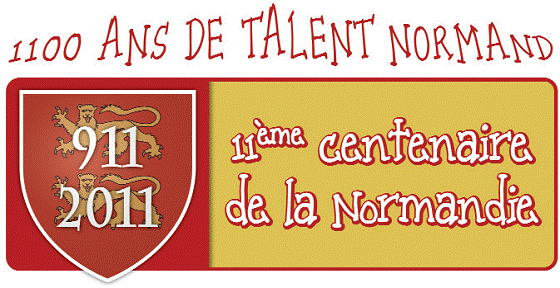 1100 ANS DE TALENT NORMAND
911
2011
11ème centenaire
de la Normandie